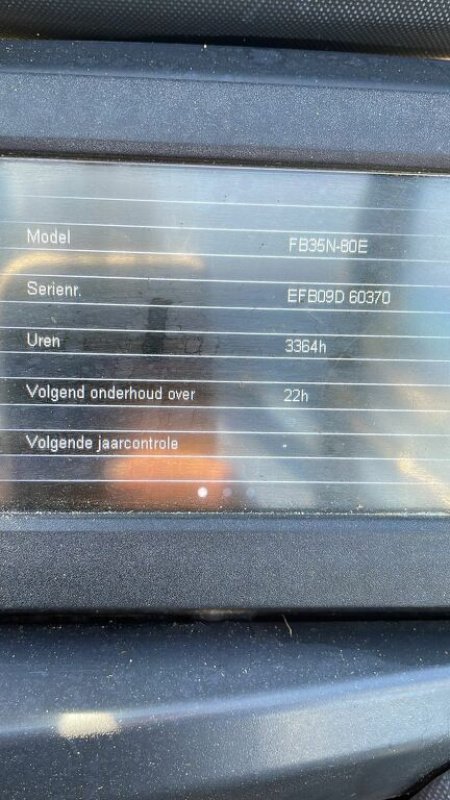 Model FB35N-80E
Serienr. EFB09D 60370
Uren 3364h
Volgend onderhoud over 22h
Volgende jaarcontrole -